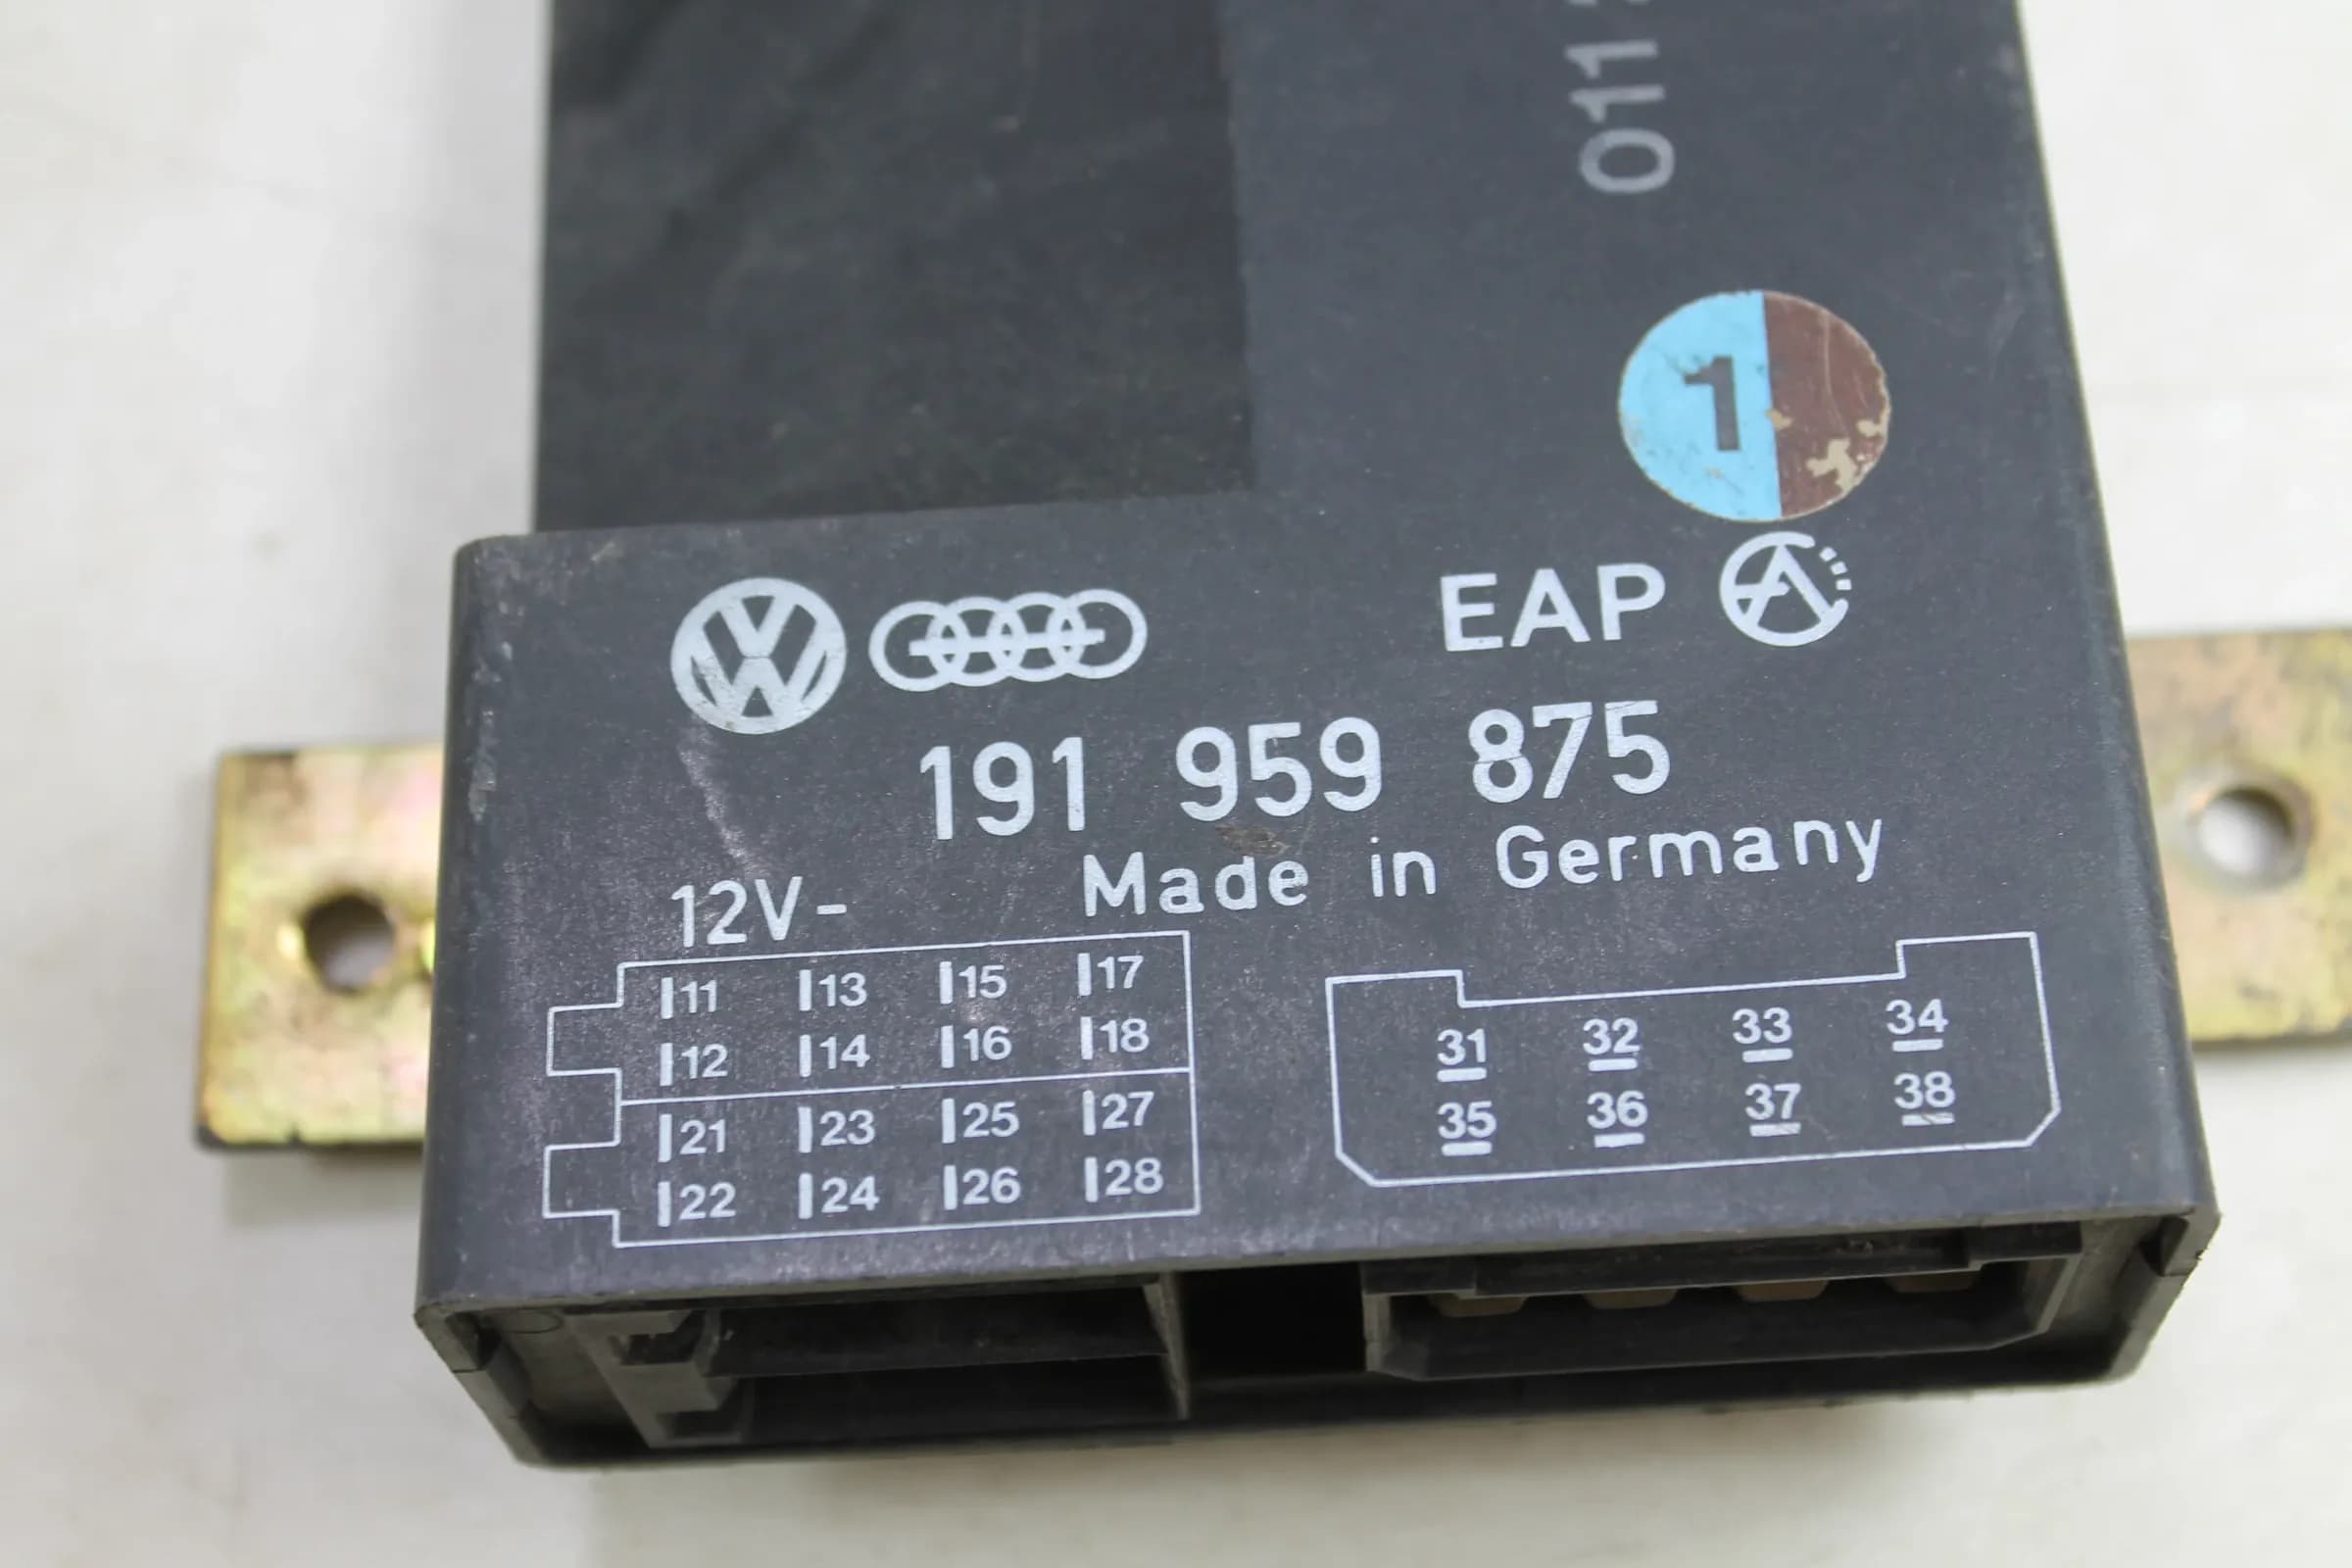 011
1
EAP
191 959 875
Made in Germany
12V-
11 13 15 17
12 14 16 18
21 23 25 27
22 24 26 28
31 32 33 34
35 36 37 38